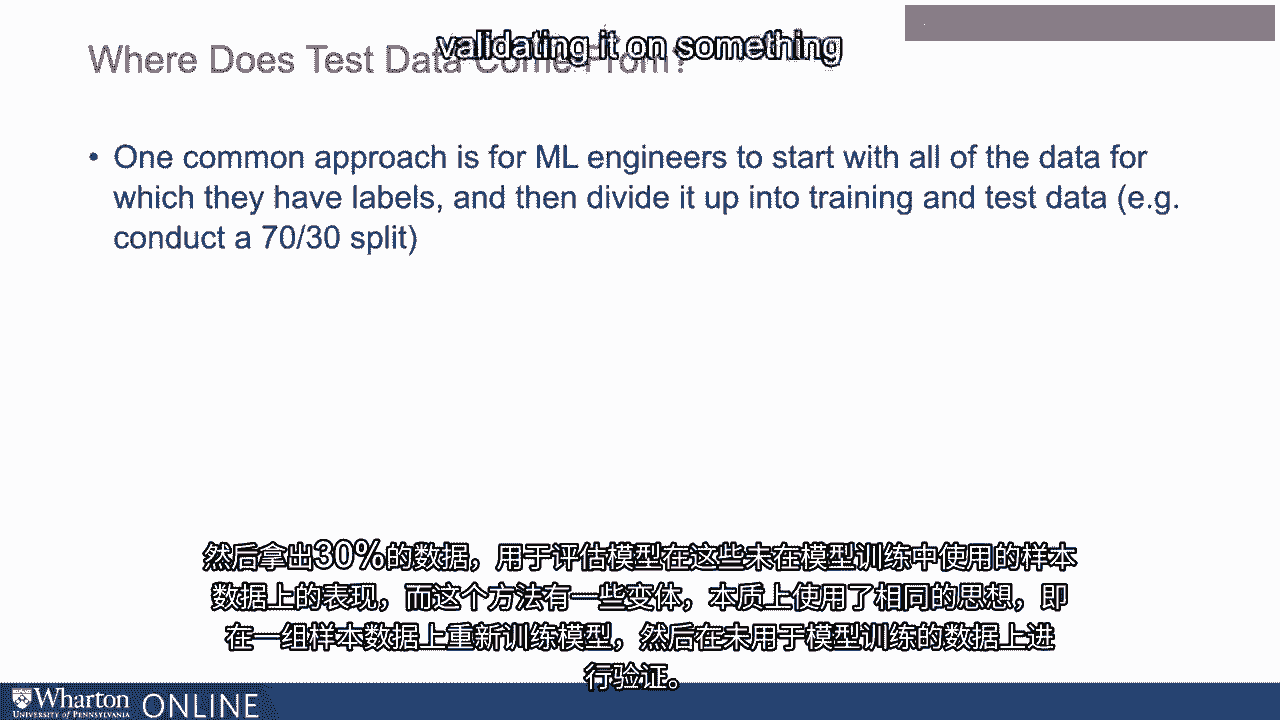 validating it on something
Where Does Test Data Come From?
• One common approach is for ML engineers to start with all of the data for
which they have labels, and then divide it up into training and test data (e.g.
conduct a 70/30 split)
然后拿出30%的数据，用于评估模型在这些未在模型训练中使用的样本
数据上的表现，而这个方法有一些变体，本质上使用了相同的思想，即
在一组样本数据上重新训练模型，然后在未用于模型训练的数据上进
行验证。
Wharton ONLINE
UNIVERSITY of PENNSYLVANIA